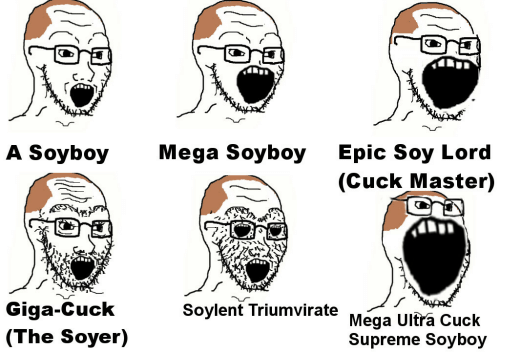 A Soyboy
Mega Soyboy
Epic Soy Lord
(Cuck Master)
Giga-Cuck
(The Soyer)
Soylent Triumvirate
Mega Ultra Cuck
Supreme Soyboy